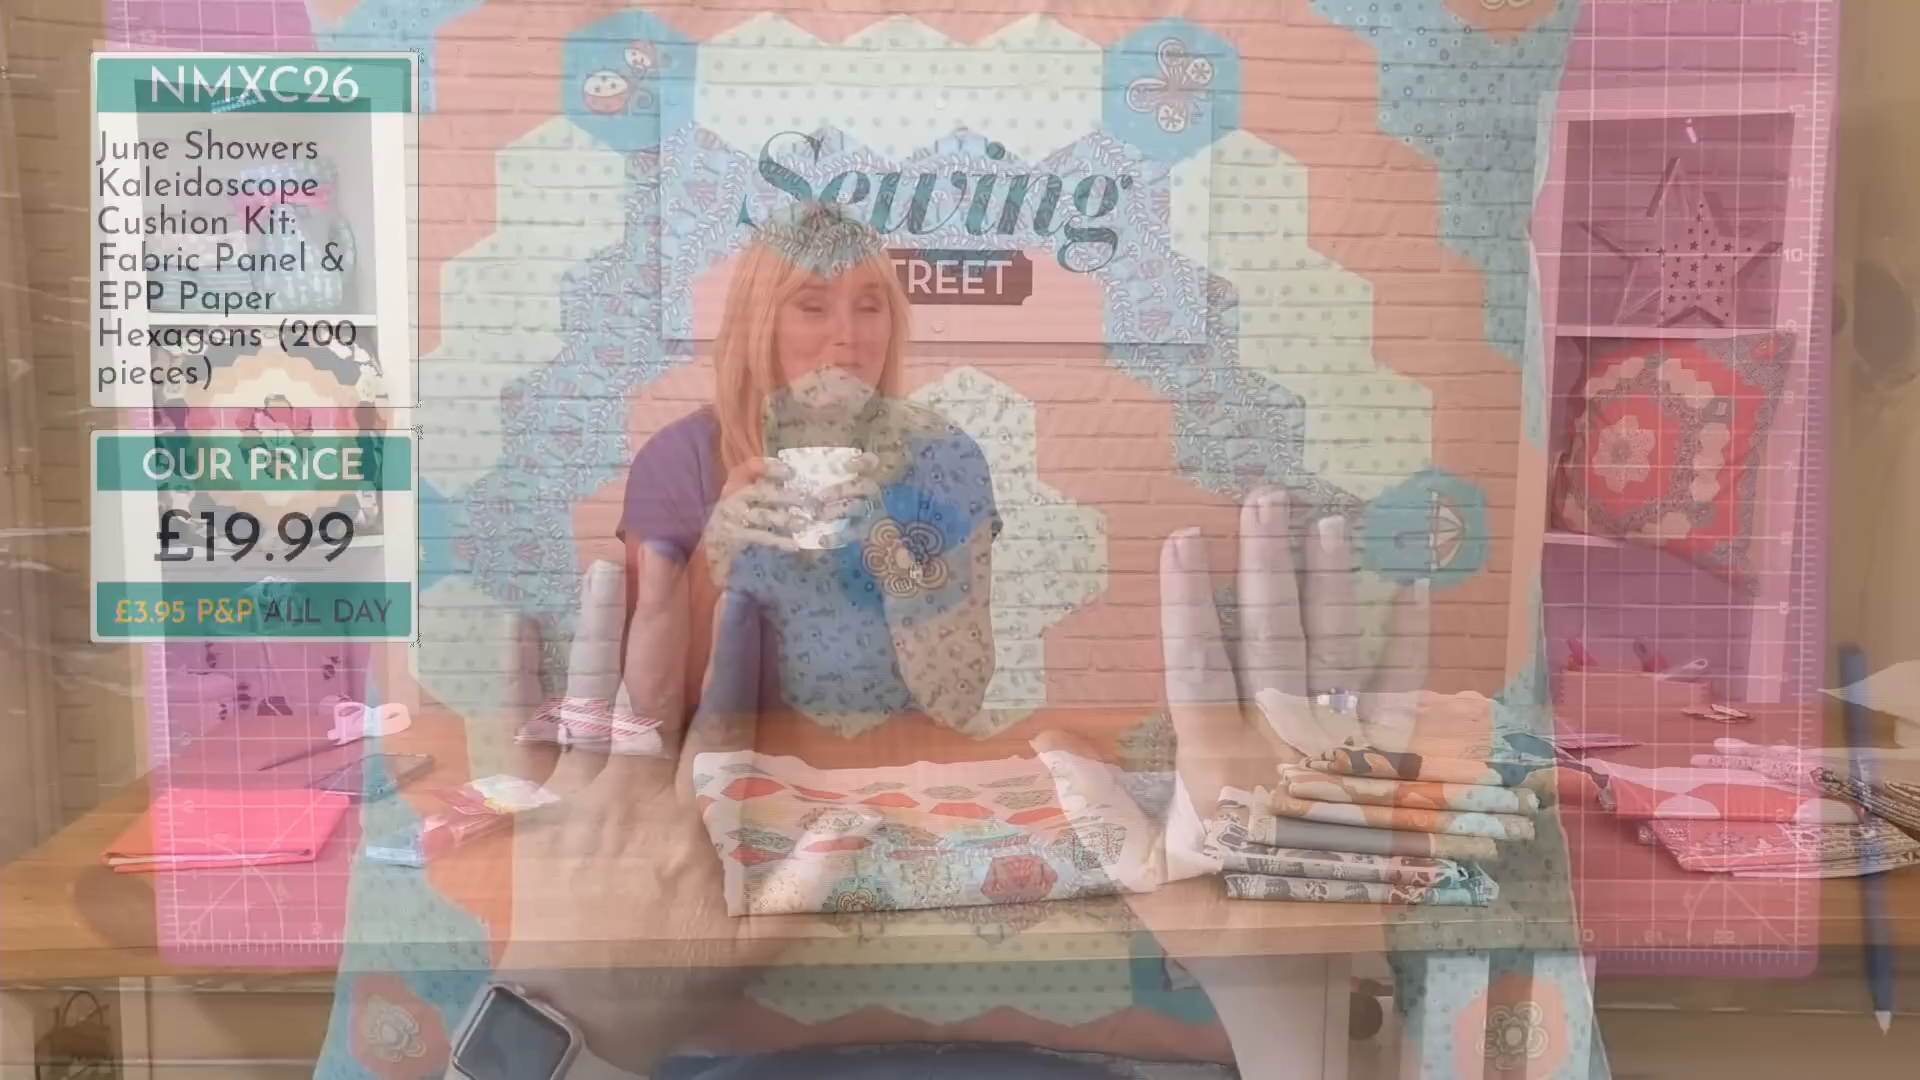 NMXC26
June Showers
Kaleidoscope
Cushion Kit:
Fabric Panel &
EPP Paper
Hexagons (200
pieces)
OUR PRICE
£19.99
£3.95 P&P ALL DAY
Sewing
TREET